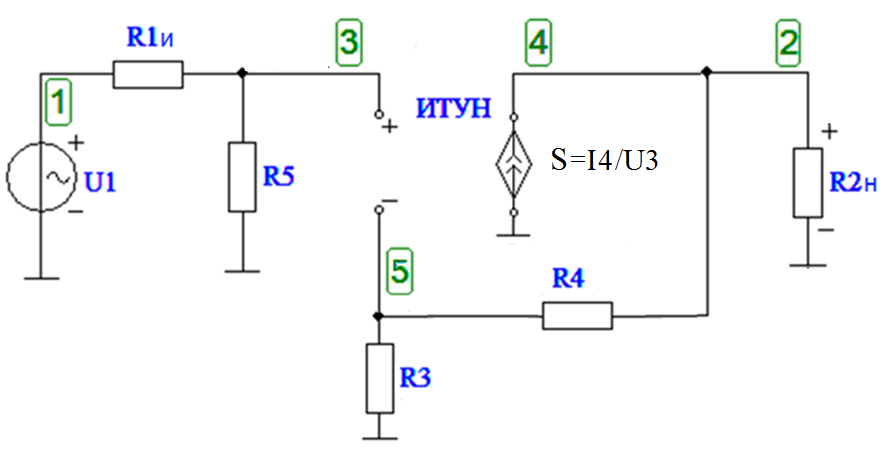 R1и
3
4
2
1
+
+
ИТУН
+
U1
R5
S=I4/U3
R2н
−
−
−
5
R4
R3